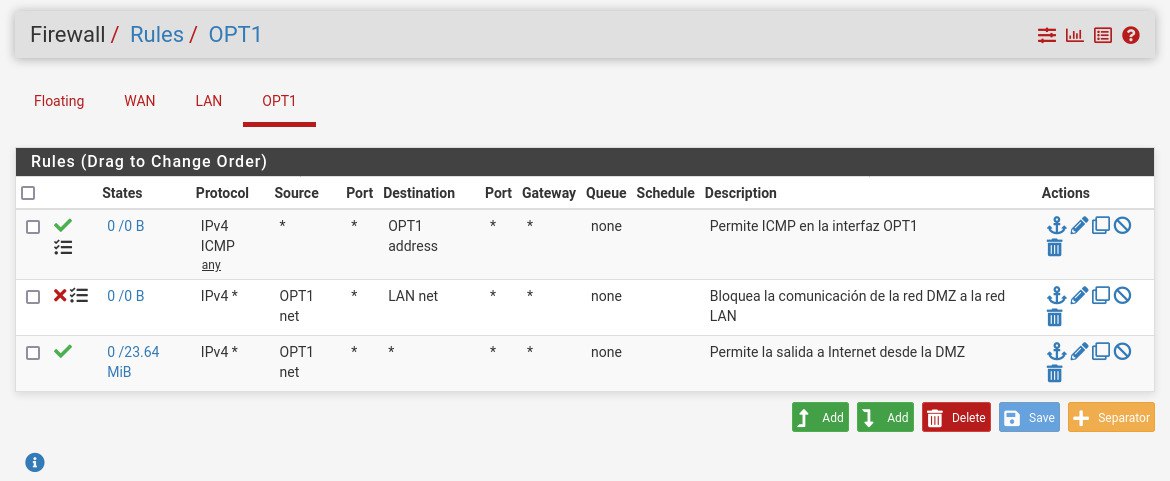 Firewall / Rules / OPT1
Floating WAN LAN OPT1
Rules (Drag to Change Order)
States Protocol Source Port Destination Port Gateway Queue Schedule Description Actions
0 /0 B IPv4 * * OPT1 * * none Permite ICMP en la interfaz OPT1
ICMP address
any
0 /0 B IPv4 * OPT1 * LAN net * * none Bloquea la comunicación de la red DMZ a la red
net LAN
0 /23.64 IPv4 * OPT1 * * * * none Permite la salida a Internet desde la DMZ
MiB net
Add Add Delete Save Separator